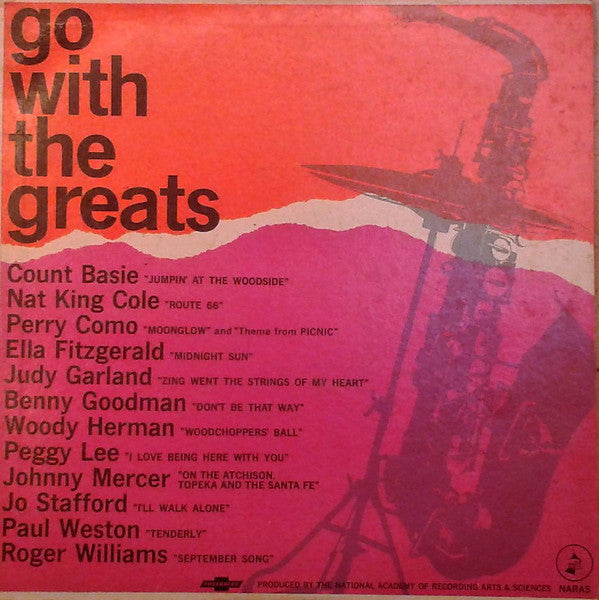 go
with
the
greats
Count Basie "JUMPIN' AT THE WOODSIDE"
Nat King Cole "ROUTE 66"
Perry Como "MOONGLOW" and "Theme from PICNIC"
Ella Fitzgerald "MIDNIGHT SUN"
Judy Garland "ZING WENT THE STRINGS OF MY HEART"
Benny Goodman "DON'T BE THAT WAY"
Woody Herman "WOODCHOPPERS' BALL"
Peggy Lee "I LOVE BEING HERE WITH YOU"
Johnny Mercer "ON THE ATCHISON,
TOPEKA AND THE SANTA FE"
Jo Stafford "I'LL WALK ALONE"
Paul Weston "TENDERLY"
Roger Williams "SEPTEMBER SONG"
CHEVROLET PRODUCED BY THE NATIONAL ACADEMY OF RECORDING ARTS & SCIENCES NARAS